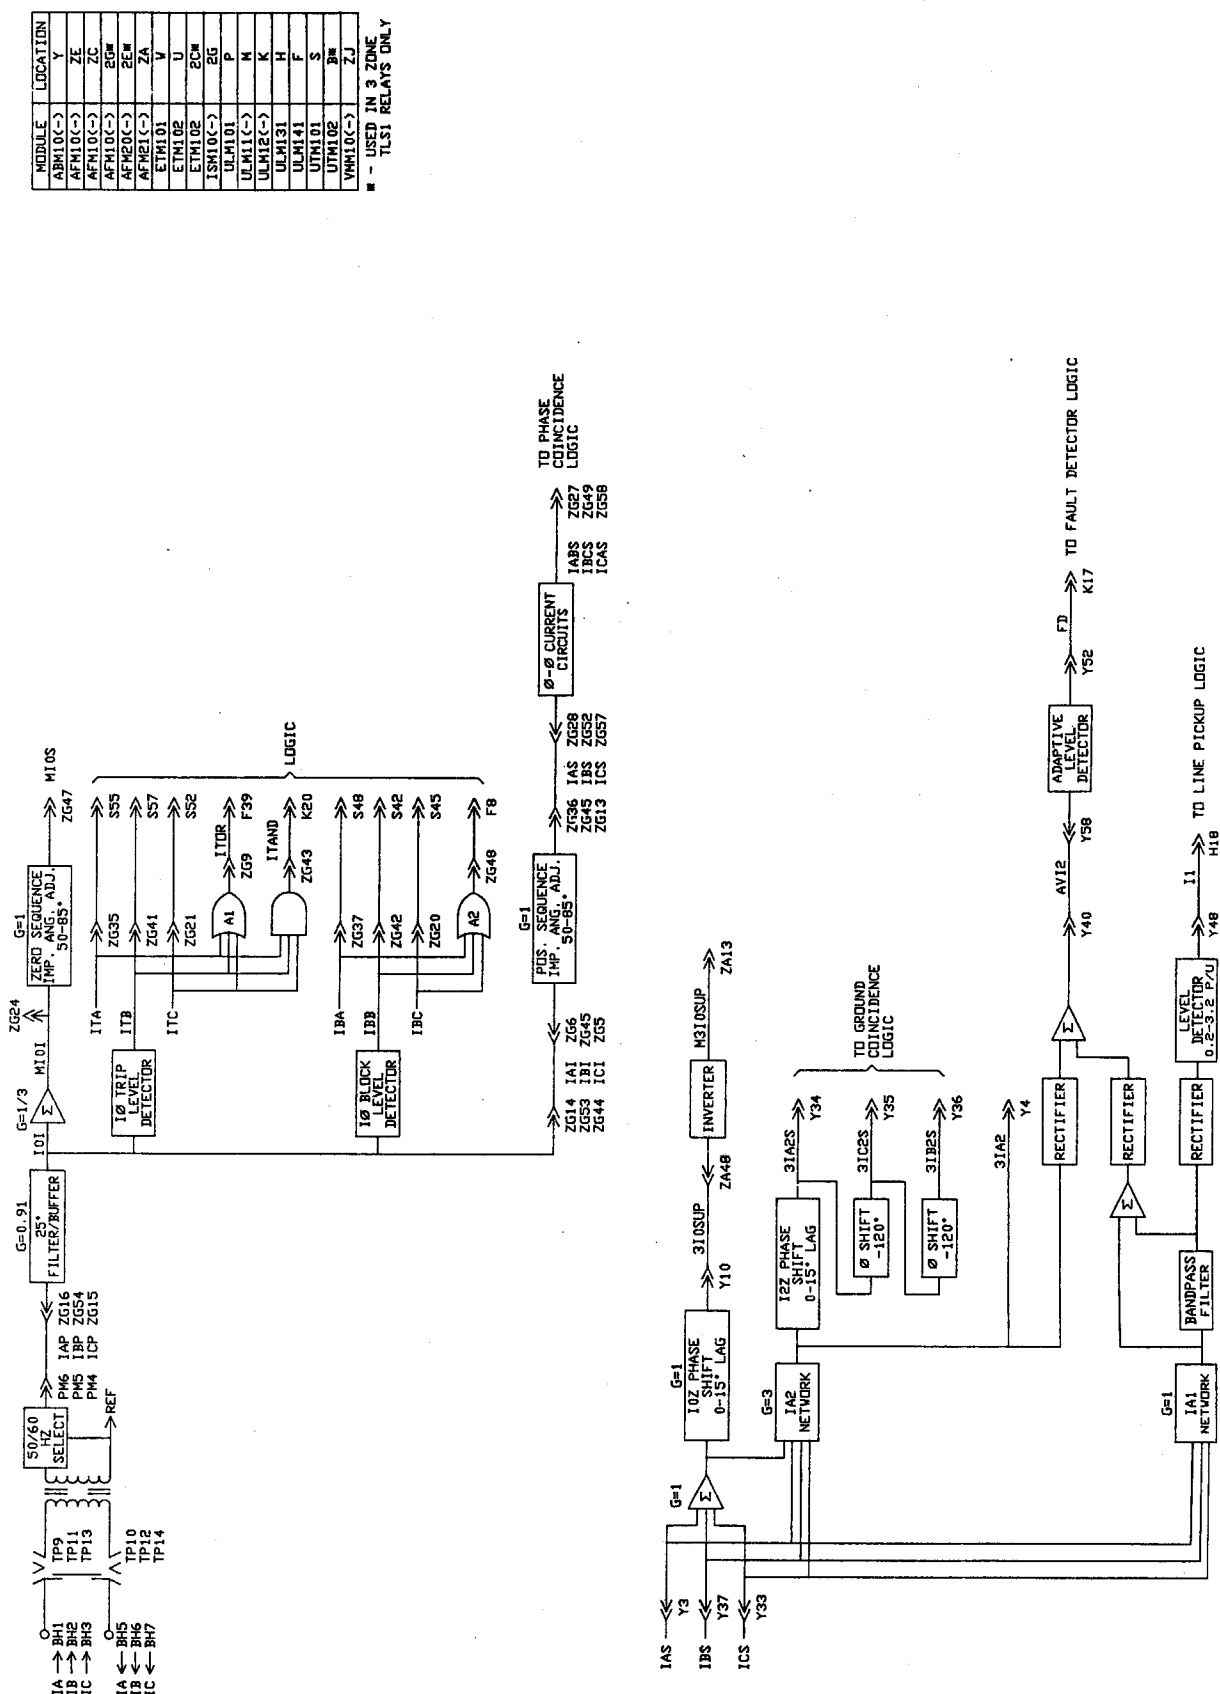 MODULE LOCATION
ABM10(-) Y
AFM10(-) ZE
AFM10(-) ZC
AFM10(-) 2G*
AFM20(-) 2E*
AFM21(-) ZA
ETM101 W
ETM102 U
ETM102 2C*
ISM10(-) 2G
ULM101 P
ULM11(-) M
ULM12(-) K
ULM131 H
ULM141 F
UTM101 S
UTM102 B*
VMM10(-) ZJ
* - USED IN 3 ZONE
TLS1 RELAYS ONLY
IA BH1
IB BH2
IC BH3
IA BH5
IB BH6
IC BH7
TP9
TP11
TP13
TP10
TP12
TP14
50/60
HZ
SELECT
REF
PM6 IAP ZG16
PM5 IBP ZG54
PM4 ICP ZG15
G=0.91
25°
FILTER/BUFFER
IOI
G=1/3
Σ
MIOI
ZG24
G=1
ZERO SEQUENCE
IMP. ANG. ADJ.
50-85°
ZG47
MIOS
IØ TRIP
LEVEL
DETECTOR
ITA
ITB
ITC
ZG35
ZG41
ZG21
A1
ITOR
ZG9
ITAND
ZG43
S55
S57
S52
F39
K20
LOGIC
IØ BLOCK
LEVEL
DETECTOR
IBA
IBB
IBC
ZG37
ZG42
ZG20
A2
ZG48
S48
S42
S45
F8
ZG14 IAI ZG6
ZG53 IBI ZG45
ZG44 ICI ZG5
G=1
POS. SEQUENCE
IMP. ANG. ADJ.
50-85°
ZG36 IAS ZG28
ZG45 IBS ZG52
ZG13 ICS ZG57
Ø-Ø CURRENT
CIRCUITS
IABS ZG27
IBCS ZG49
ICAS ZG58
TO PHASE
COINCIDENCE
LOGIC
IAS
Y3
IBS
Y37
ICS
Y33
G=1
Σ
G=1
I0Z PHASE
SHIFT
0-15° LAG
Y10
3I0SUP
ZA48
INVERTER
M3I0SUP
ZA13
G=3
IA2
NETWORK
I2Z PHASE
SHIFT
0-15° LAG
3IA2S
Y34
Ø SHIFT
-120°
3IC2S
Y35
Ø SHIFT
-120°
3IB2S
Y36
TO GROUND
COINCIDENCE
LOGIC
3IA2
Y4
RECTIFIER
Σ
Y40
AVI2
Y58
ADAPTIVE
LEVEL
DETECTOR
Y52
FD
K17
TO FAULT DETECTOR LOGIC
G=1
IA1
NETWORK
BANDPASS
FILTER
Σ
RECTIFIER
RECTIFIER
LEVEL
DETECTOR
0.2-3.2 P/U
Y48
I1
H18
TO LINE PICKUP LOGIC